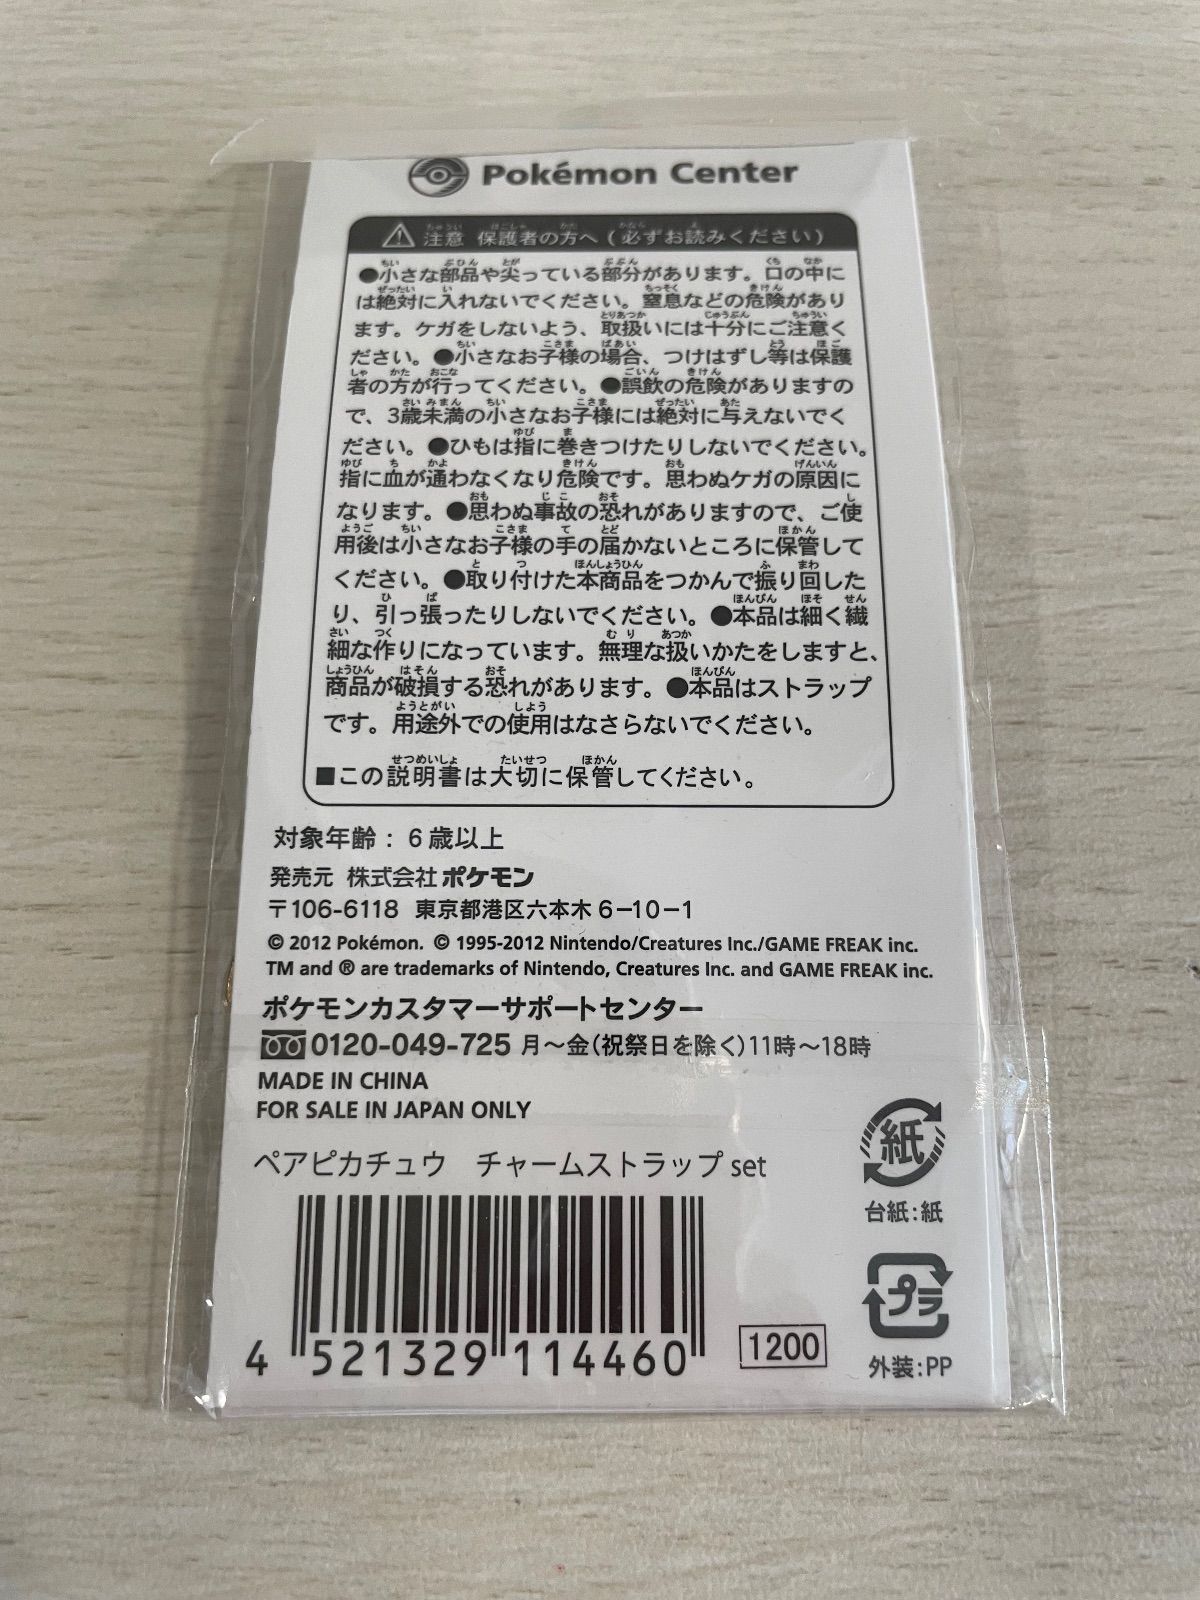 Pokémon Center
注意 保護者の方へ（必ずお読みください）
●小さな部品や尖っている部分があります。口の中に
は絶対に入れないでください。窒息などの危険があり
ます。ケガをしないよう、取扱いには十分にご注意く
ださい。●小さなお子様の場合、つけはずし等は保護
者の方が行ってください。●誤飲の危険がありますの
で、3歳未満の小さなお子様には絶対に与えないでく
ださい。●ひもは指に巻きつけたりしないでください。
指に血が通わなくなり危険です。思わぬケガの原因に
なります。●思わぬ事故の恐れがありますので、ご使
用後は小さなお子様の手の届かないところに保管して
ください。●取り付けた本商品をつかんで振り回した
り、引っ張ったりしないでください。●本品は細く繊
細な作りになっています。無理な扱いかたをしますと、
商品が破損する恐れがあります。●本品はストラップ
です。用途外での使用はなさらないでください。
■この説明書は大切に保管してください。
対象年齢：6歳以上
発売元 株式会社ポケモン
〒106-6118 東京都港区六本木6-10-1
© 2012 Pokémon. © 1995-2012 Nintendo/Creatures Inc./GAME FREAK inc.
TM and ® are trademarks of Nintendo, Creatures Inc. and GAME FREAK inc.
ポケモンカスタマーサポートセンター
0120-049-725 月～金(祝祭日を除く)11時～18時
MADE IN CHINA
FOR SALE IN JAPAN ONLY
ペアピカチュウ チャームストラップset
紙
台紙:紙
プラ
外装:PP
4 521329 114460
1200